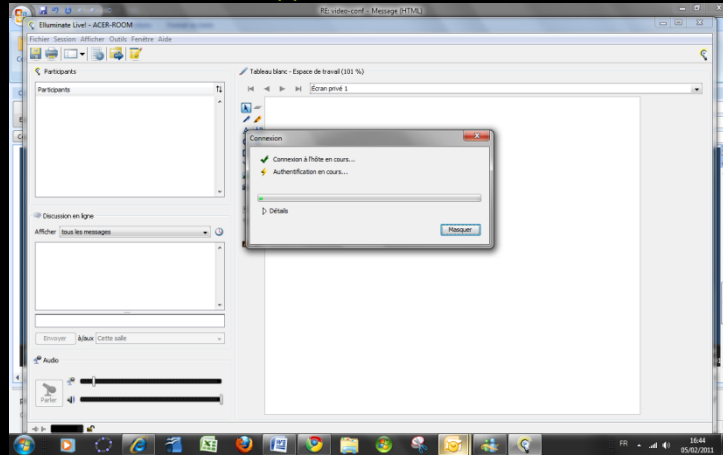 RE: video-conf - Message (HTML)
Elluminate Live! - ACER-ROOM
Fichier Session Afficher Outils Fenêtre Aide
Participants
Tableau blanc - Espace de travail (101 %)
Participants
Écran privé 1
Connexion
Connexion à l'hôte en cours...
Authentification en cours...
Détails
Masquer
Discussion en ligne
Afficher tous les messages
Envoyer à/aux Cette salle
Audio
Parler
FR
16:44
05/02/2011